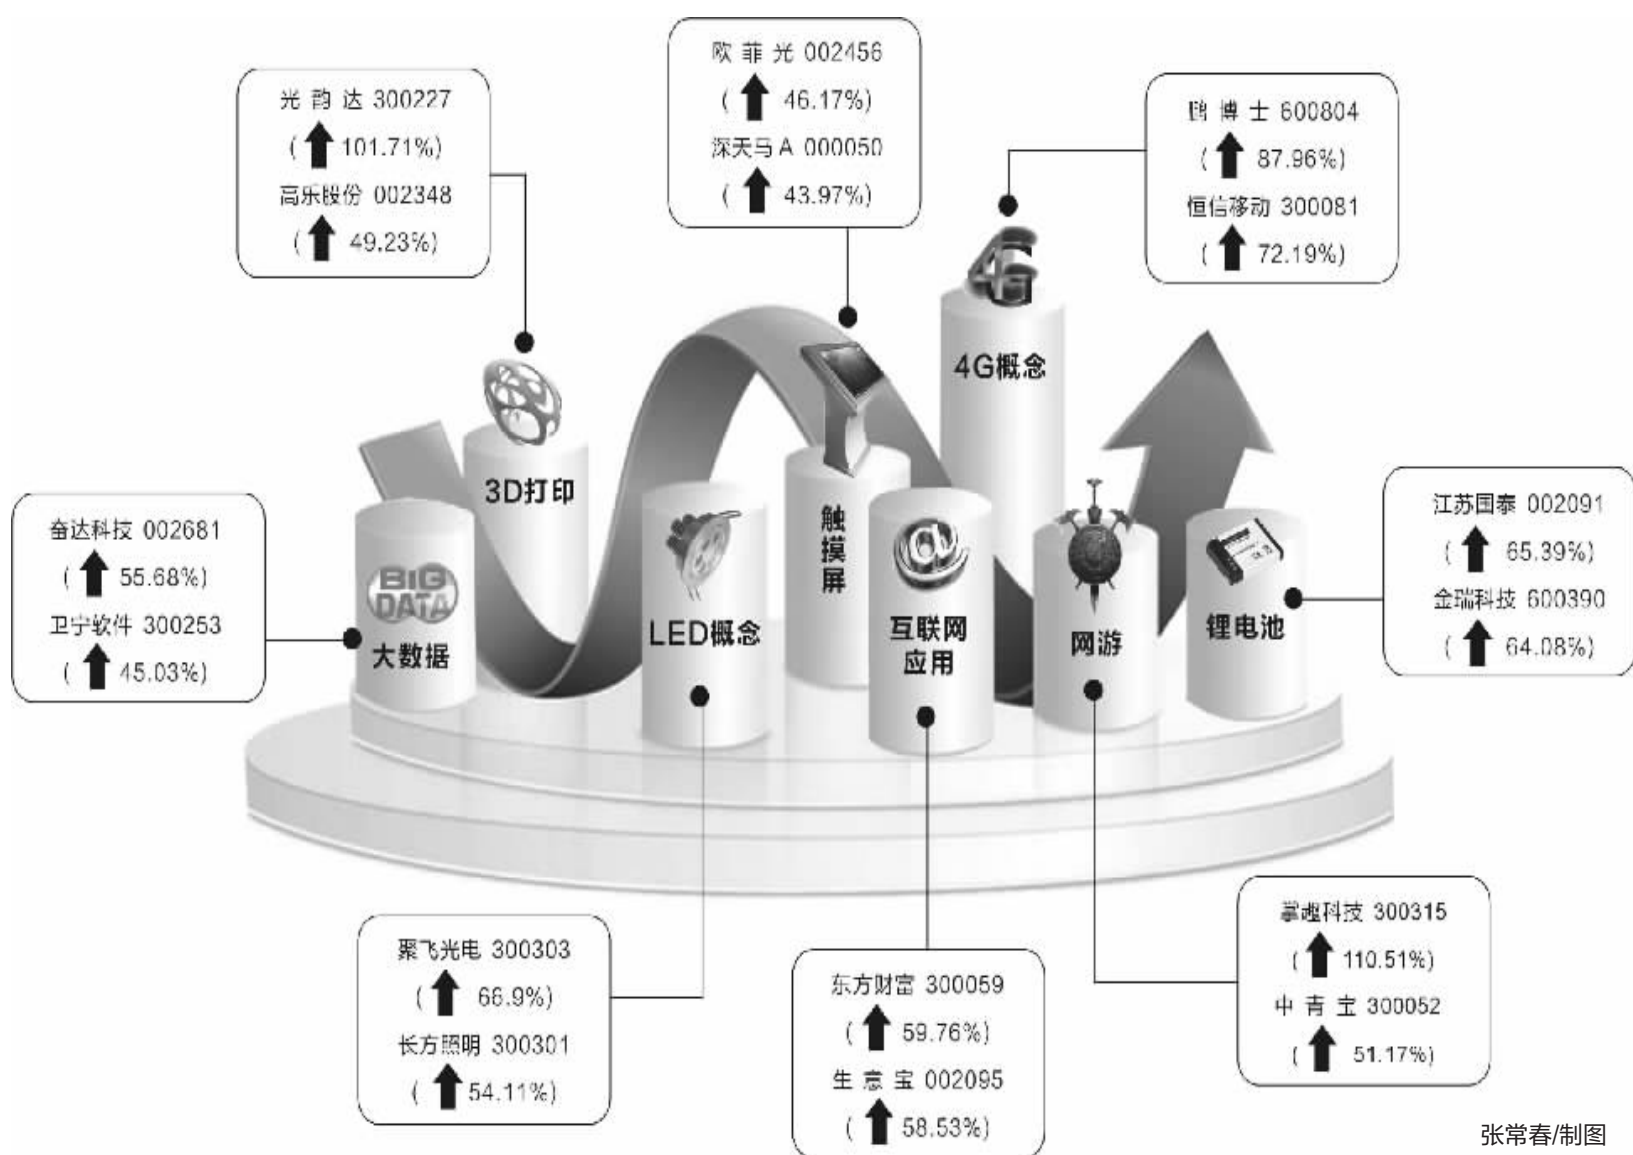 欧菲光 002456
(46.17%)
深天马A 000050
(43.97%)
光韵达 300227
(101.71%)
高乐股份 002348
(49.23%)
鹏博士 600804
(87.96%)
恒信移动 300081
(72.19%)
4G概念
3D打印
触摸屏
奋达科技 002681
(55.68%)
卫宁软件 300253
(45.03%)
BIG
DATA
大数据
LED概念
@
互联网
应用
网游
锂电池
江苏国泰 002091
(65.39%)
金瑞科技 600390
(64.08%)
聚飞光电 300303
(66.9%)
长方照明 300301
(54.11%)
东方财富 300059
(59.76%)
生意宝 002095
(58.53%)
掌趣科技 300315
(110.51%)
中青宝 300052
(51.17%)
张常春/制图